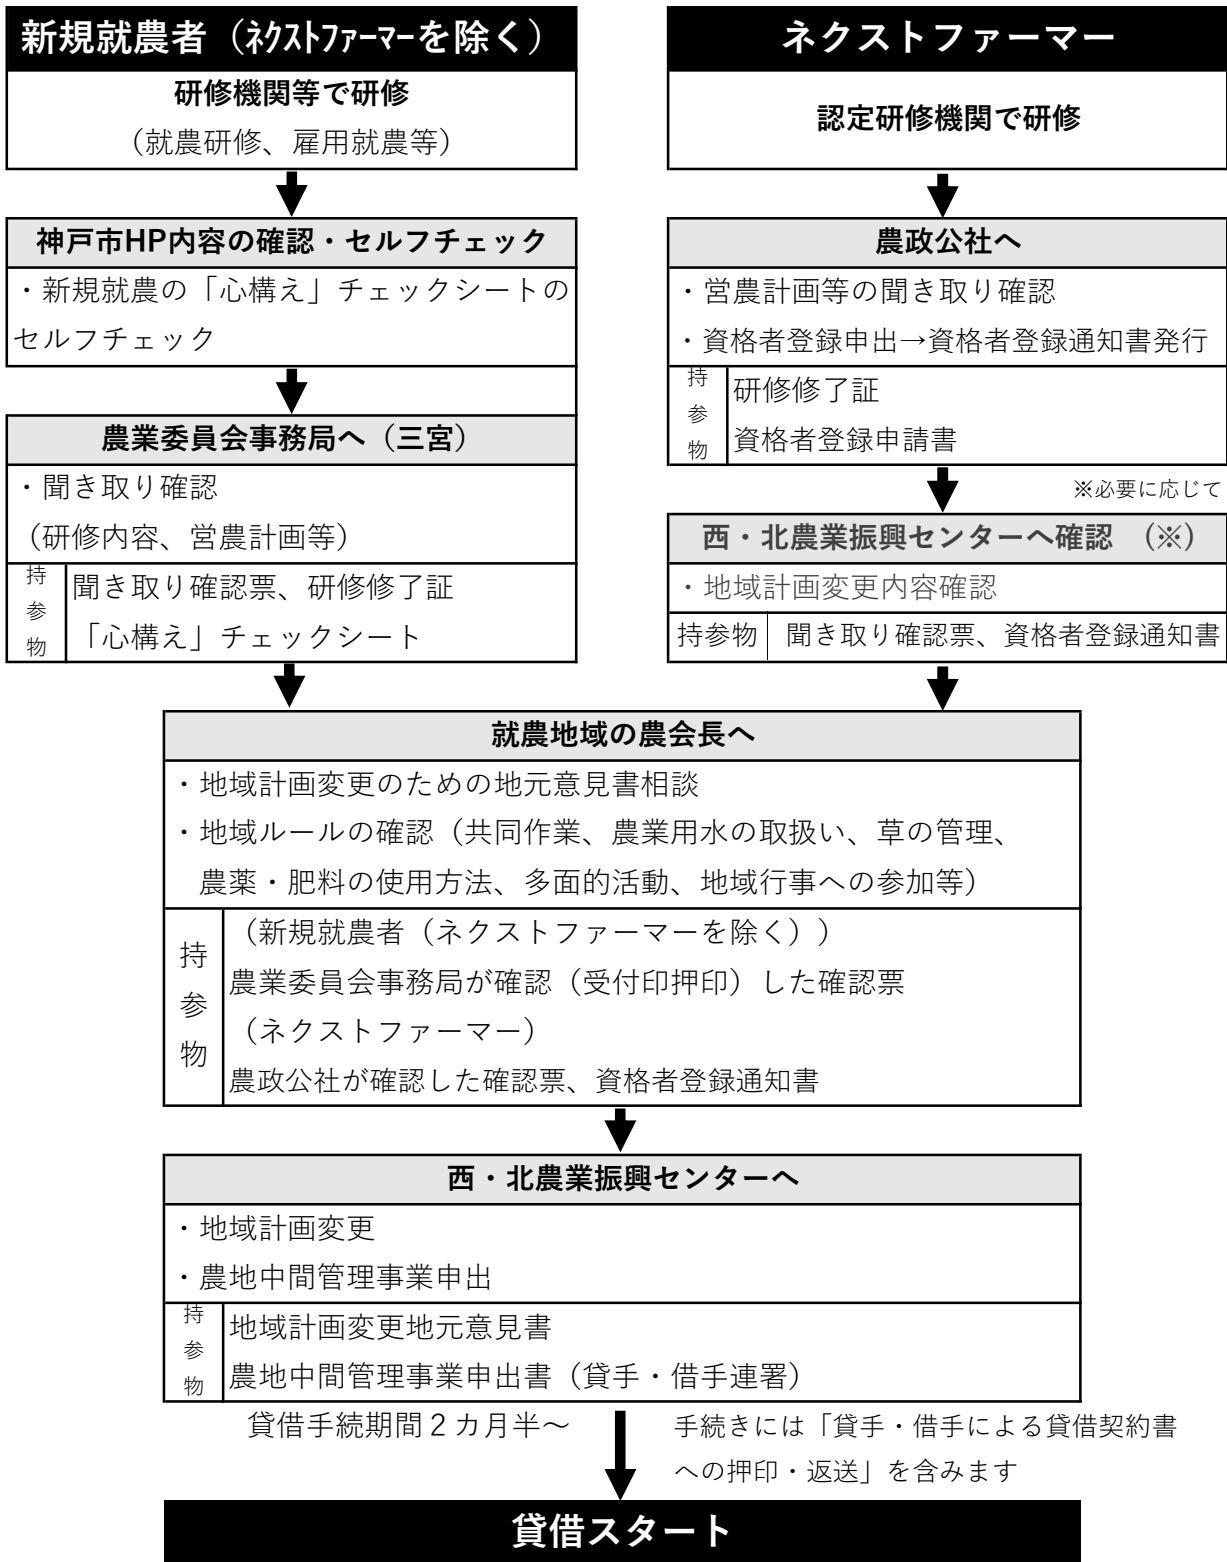 新規就農者（ﾈｸｽﾄﾌｧｰﾏｰを除く）
研修機関等で研修
（就農研修、雇用就農等）
神戸市HP内容の確認・セルフチェック
・新規就農の「心構え」チェックシートの
セルフチェック
農業委員会事務局へ（三宮）
・聞き取り確認
（研修内容、営農計画等）
持参物
聞き取り確認票、研修修了証
「心構え」チェックシート
ネクストファーマー
認定研修機関で研修
農政公社へ
・営農計画等の聞き取り確認
・資格者登録申出→資格者登録通知書発行
持参物
研修修了証
資格者登録申請書
※必要に応じて
西・北農業振興センターへ確認　（※）
・地域計画変更内容確認
持参物
聞き取り確認票、資格者登録通知書
就農地域の農会長へ
・地域計画変更のための地元意見書相談
・地域ルールの確認（共同作業、農業用水の取扱い、草の管理、
農薬・肥料の使用方法、多面的活動、地域行事への参加等）
持参物
（新規就農者（ネクストファーマーを除く））
農業委員会事務局が確認（受付印押印）した確認票
（ネクストファーマー）
農政公社が確認した確認票、資格者登録通知書
西・北農業振興センターへ
・地域計画変更
・農地中間管理事業申出
持参物
地域計画変更地元意見書
農地中間管理事業申出書（貸手・借手連署）
貸借手続期間２カ月半～
手続きには「貸手・借手による貸借契約書
への押印・返送」を含みます
貸借スタート